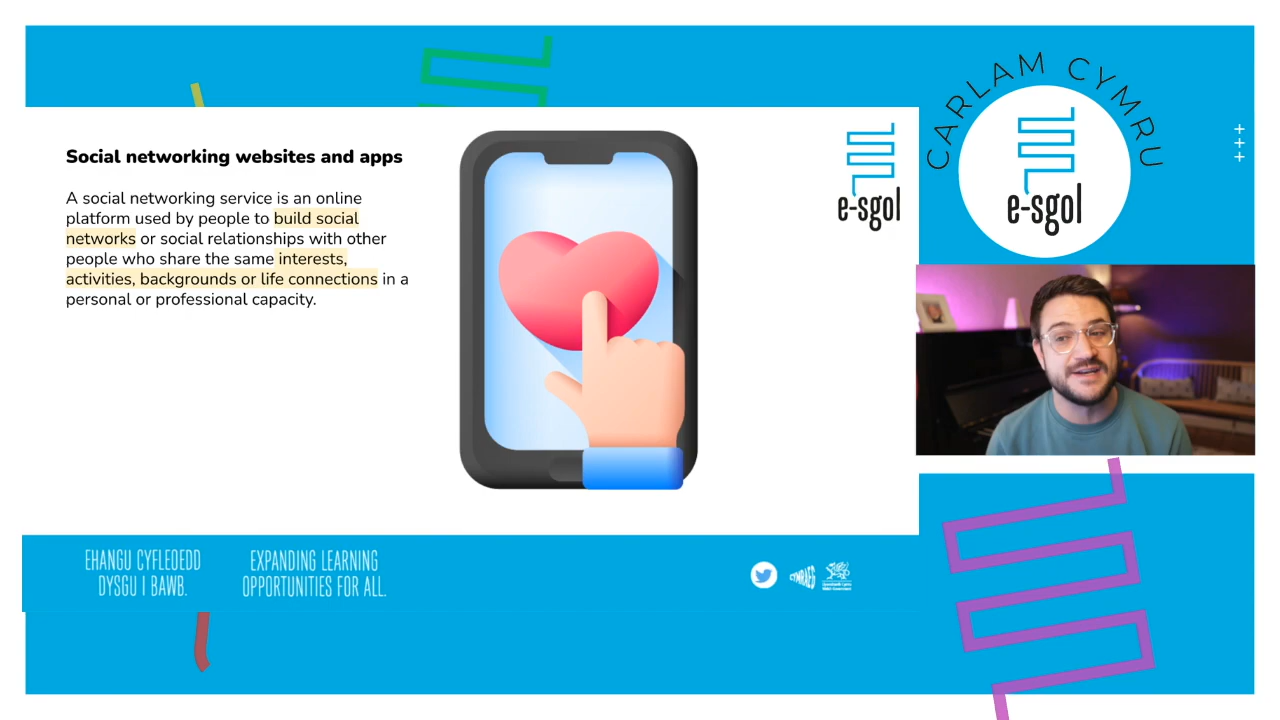 CARLAM CYMRU
e-sgol
e-sgol
Social networking websites and apps
A social networking service is an online
platform used by people to build social
networks or social relationships with other
people who share the same interests,
activities, backgrounds or life connections in a
personal or professional capacity.
EHANGU CYFLEOEDD
DYSGU I BAWB.
EXPANDING LEARNING
OPPORTUNITIES FOR ALL.
CYMRAEG